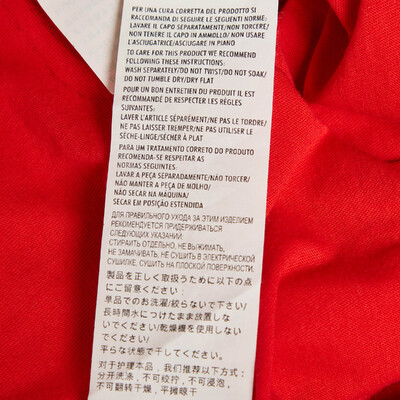 PER UNA CURA CORRETTA DEL PRODOTTO SI
RACCOMANDA DI SEGUIRE LE SEGUENTI NORME:
LAVARE IL CAPO SEPARATAMENTE/NON TORCERE/
NON TENERE IL CAPO IN AMMOLLO/ NON USARE
L'ASCIUGATRICE/ASCIUGARE IN PIANO
TO CARE FOR THIS PRODUCT WE RECOMMEND
FOLLOWING THESE INSTRUCTIONS:
WASH SEPARATELY/DO NOT TWIST/DO NOT SOAK/
DO NOT TUMBLE DRY/DRY FLAT
POUR UN BON ENTRETIEN DU PRODUIT IL EST
RECOMMANDÉ DE RESPECTER LES RÈGLES
SUIVANTES:
LAVER L'ARTICLE SÉPARÉMENT/NE PAS LE TORDRE/
NE PAS LAISSER TREMPER/NE PAS UTILISER LE
SÈCHE-LINGE/SÉCHER À PLAT
PARA UM TRATAMENTO CORRETO DO PRODUTO
RECOMENDA-SE RESPEITAR AS
NORMAS SEGUINTES:
LAVAR A PEÇA SEPARADAMENTE/NÃO TORCER/
NÃO MANTER A PEÇA DE MOLHO/
NÃO SECAR NA MÁQUINA/
SECAR EM POSIÇÃO ESTENDIDA
ДЛЯ ПРАВИЛЬНОГО УХОДА ЗА ЭТИМ ИЗДЕЛИЕМ
РЕКОМЕНДУЕТСЯ ПРИДЕРЖИВАТЬСЯ
СЛЕДУЮЩИХ УКАЗАНИЙ:
СТИРАТЬ ОТДЕЛЬНО, НЕ ВЫЖИМАТЬ,
НЕ ЗАМАЧИВАТЬ, НЕ СУШИТЬ В ЭЛЕКТРИЧЕСКОЙ
СУШИЛКЕ, СУШИТЬ НА ПЛОСКОЙ ПОВЕРХНОСТИ.
製品を正しく取り扱うために以下の点
にご留意ください:
単品でのお洗濯/絞らないで下さい/
長時間水につけたまま放置しな
いでください/乾燥機を使用しない
でください/
平らな状態で干してください。
对于护理本品，我们推荐以下方式：
分开洗涤，不可绞拧，不可浸泡，
不可翻转干燥，平摊晾干